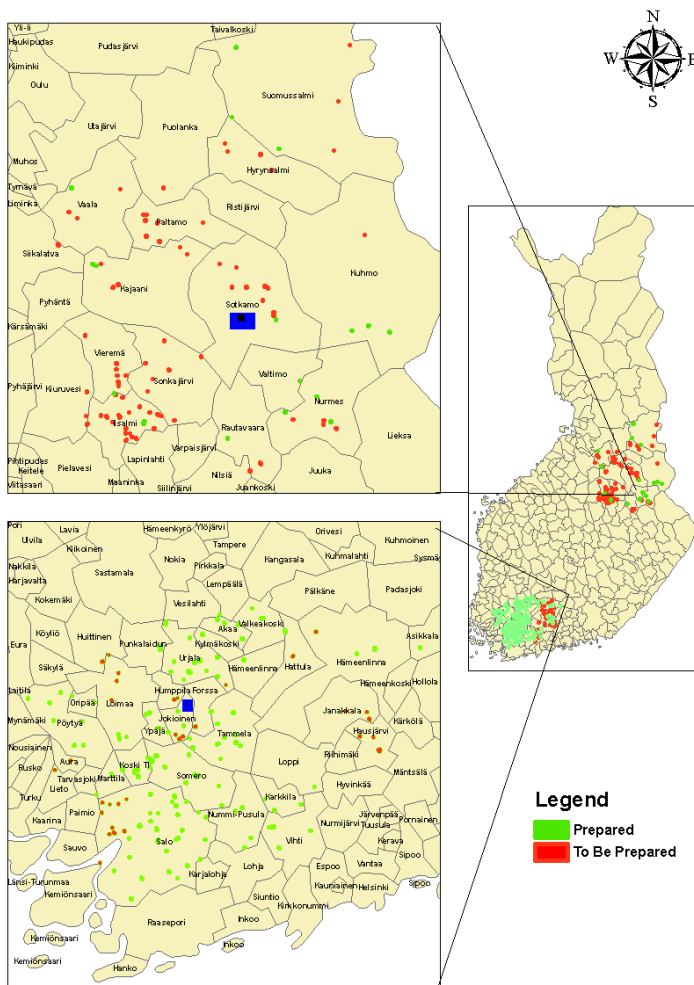 Yli-Ii
Taivalkoski
Haukipudas
Pudasjärvi
Kiiminki
Oulu
Suomussalmi
Utajärvi
Puolanka
Muhos
Hyrynsalmi
Tyrnävä
Liminka
Vaala
Paltamo
Ristijärvi
Siikalatva
Kuhmo
Pyhäntä
Kajaani
Sotkamo
Kärsämäki
Vieremä
Valtimo
Pyhäjärvi
Kiuruvesi
Sonkajärvi
Nurmes
Iisalmi
Rautavaara
Lieksa
Varpaisjärvi
Pihtipudas
Keitele
Pielavesi
Lapinlahti
Nilsiä
Juuka
Viitasaari
Maaninka
Siilinjärvi
Juankoski
N
W
E
S
Pori
Lavia
Hämeenkyrö
Ylöjärvi
Ulvila
Kiikoinen
Tampere
Orivesi
Kuhmoinen
Nakkila
Nokia
Pirkkala
Kangasala
Kuhmalahti
Sysmä
Harjavalta
Sastamala
Lempäälä
Kokemäki
Vesilahti
Pälkäne
Padasjoki
Köyliö
Huittinen
Akaa
Valkeakoski
Eura
Punkalaidun
Kylmäkoski
Asikkala
Säkylä
Urjala
Hämeenlinna
Hattula
Hämeenlinna
Laitila
Humppila
Forssa
Hämeenkoski
Hollola
Oripää
Loimaa
Mynämäki
Pöytyä
Jokioinen
Janakkala
Kärkölä
Ypäjä
Tammela
Hausjärvi
Nousiainen
Aura
Koski Tl
Loppi
Riihimäki
Rusko
Tarvasjoki
Marttila
Somero
Mäntsälä
Lieto
Hyvinkää
Turku
Karkkila
Kaarina
Paimio
Nummi-Pusula
Järvenpää
Pornainen
Nurmijärvi
Tuusula
Sauvo
Salo
Vihti
Kerava
Lohja
Espoo
Vantaa
Sipoo
Länsi-Turunmaa
Karjalohja
Kauniainen
Helsinki
Sipoo
Kemiönsaari
Siuntio
Kirkkonummi
Raasepori
Inkoo
Kemiönsaari
Inkoo
Kemiönsaari
Hanko
Legend
Prepared
To Be Prepared